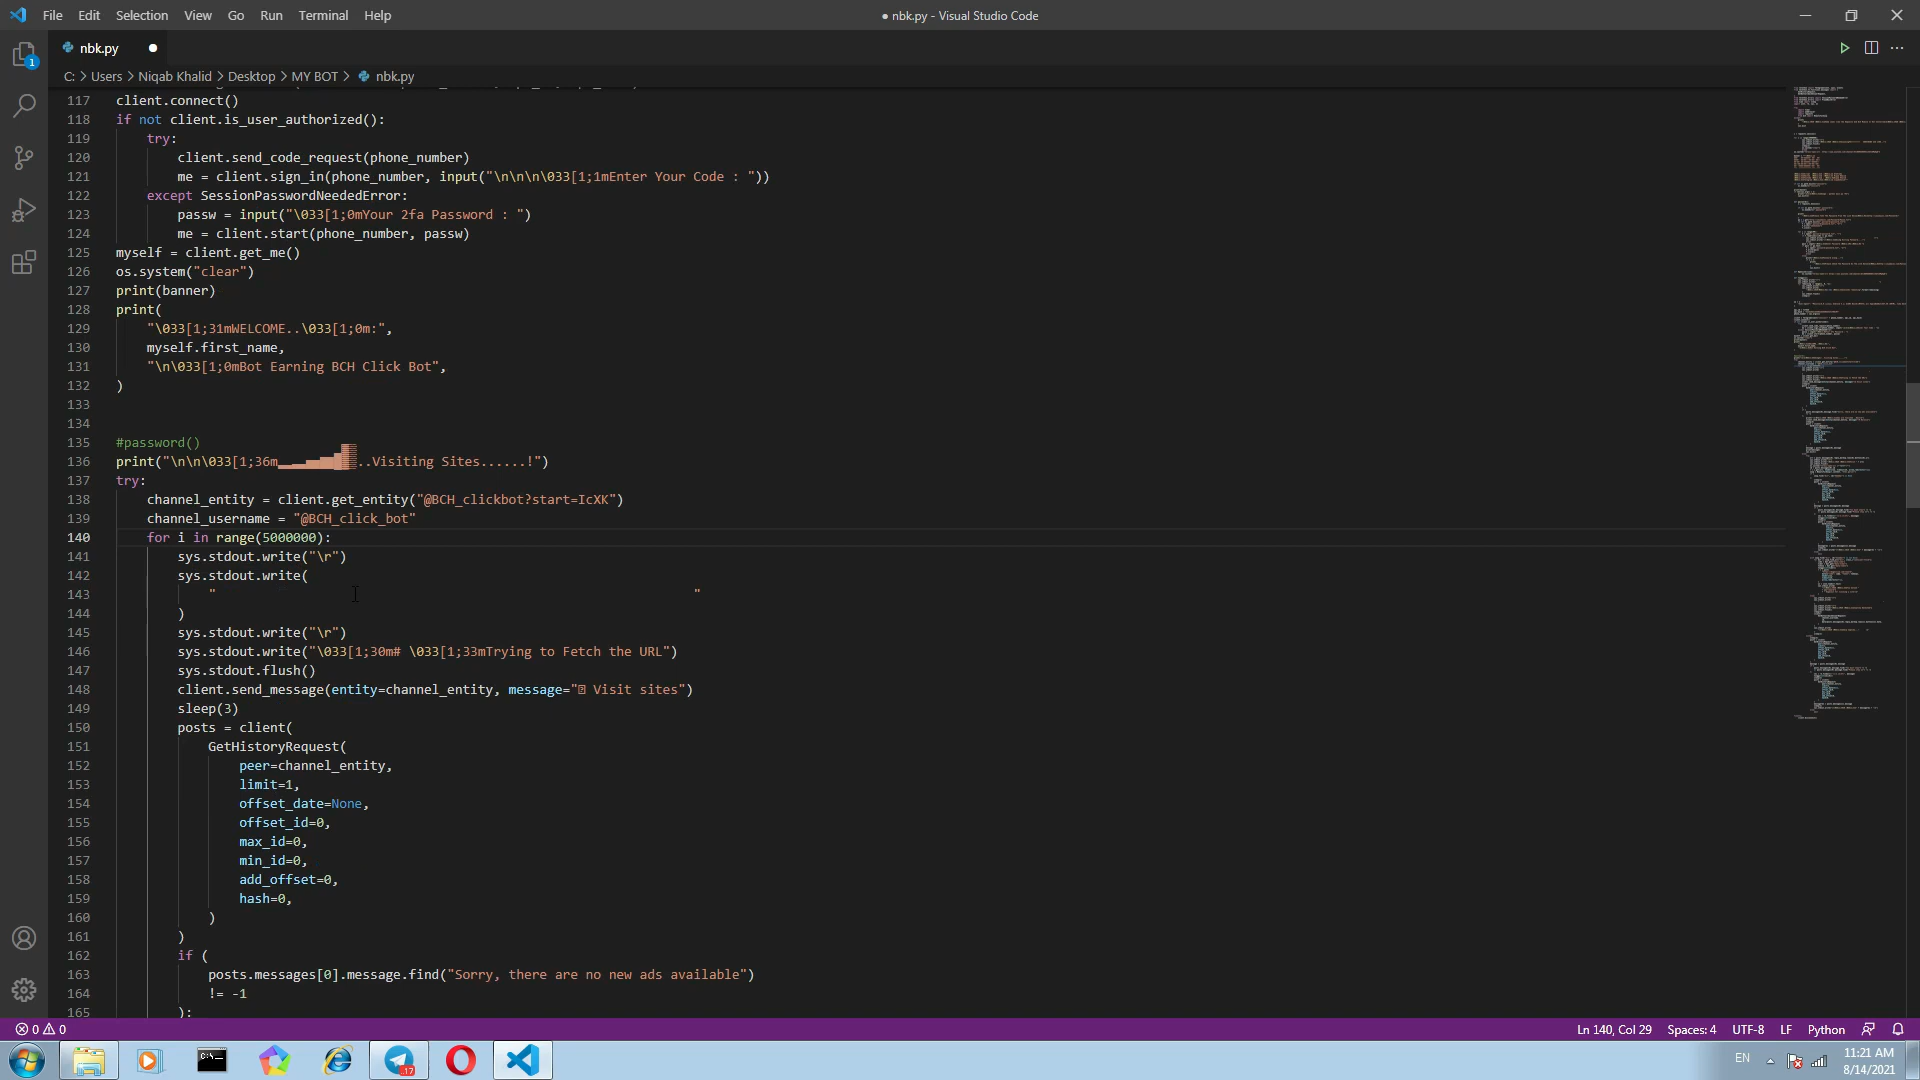 File Edit Selection View Go Run Terminal Help
● nbk.py - Visual Studio Code
nbk.py ●
1
C: > Users > Niqab Khalid > Desktop > MY BOT > nbk.py
117 client.connect()
118 if not client.is_user_authorized():
119 try:
120 client.send_code_request(phone_number)
121 me = client.sign_in(phone_number, input("\n\n\n\033[1;1mEnter Your Code : "))
122 except SessionPasswordNeededError:
123 passw = input("\033[1;0mYour 2fa Password : ")
124 me = client.start(phone_number, passw)
125 myself = client.get_me()
126 os.system("clear")
127 print(banner)
128 print(
129 "\033[1;31mWELCOME..\033[1;0m:",
130 myself.first_name,
131 "\n\n\033[1;0mBot Earning BCH Click Bot",
132 )
133
134
135 #password()
136 print("\n\n\033[1;36m▂▂▃▃▄▄▅▓▒..Visiting Sites......!")
137 try:
138 channel_entity = client.get_entity("@BCH_clickbot?start=IcXK")
139 channel_username = "@BCH_click_bot"
140 for i in range(5000000):
141 sys.stdout.write("\r")
142 sys.stdout.write(
143 " "
144 )
145 sys.stdout.write("\r")
146 sys.stdout.write("\033[1;30m# \033[1;33mTrying to Fetch the URL")
147 sys.stdout.flush()
148 client.send_message(entity=channel_entity, message=" Visit sites")
149 sleep(3)
150 posts = client(
151 GetHistoryRequest(
152 peer=channel_entity,
153 limit=1,
154 offset_date=None,
155 offset_id=0,
156 max_id=0,
157 min_id=0,
158 add_offset=0,
159 hash=0,
160 )
161 )
162 if (
163 posts.messages[0].message.find("Sorry, there are no new ads available")
164 != -1
165 ):
0 0
Ln 140, Col 29 Spaces: 4 UTF-8 LF Python
17
EN
11:21 AM
8/14/2021